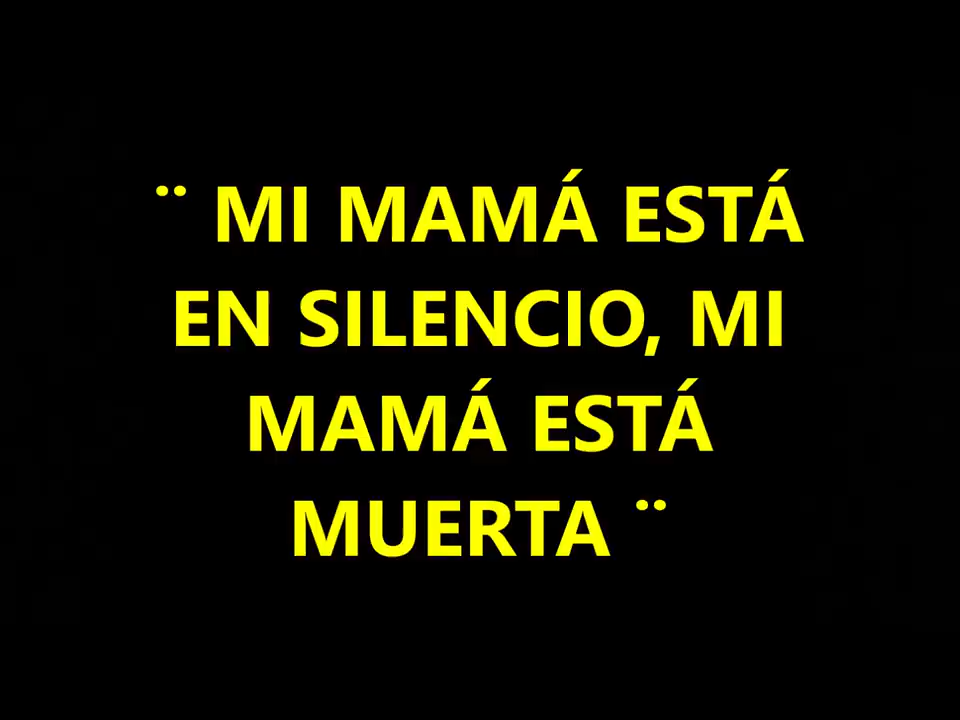 ¨ MI MAMÁ ESTÁ
EN SILENCIO, MI
MAMÁ ESTÁ
MUERTA ¨